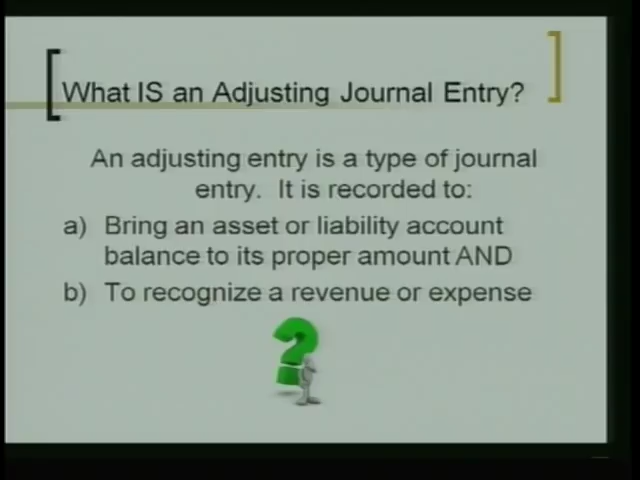 What IS an Adjusting Journal Entry?
An adjusting entry is a type of journal
entry. It is recorded to:
a) Bring an asset or liability account
balance to its proper amount AND
b) To recognize a revenue or expense